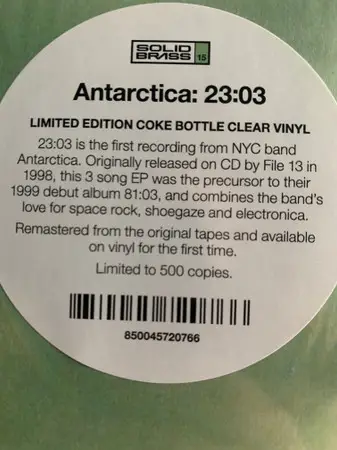 SOLID
BRASS 15
Antarctica: 23:03
LIMITED EDITION COKE BOTTLE CLEAR VINYL
23:03 is the first recording from NYC band
Antarctica. Originally released on CD by File 13 in
1998, this 3 song EP was the precursor to their
1999 debut album 81:03, and combines the band's
love for space rock, shoegaze and electronica.
Remastered from the original tapes and available
on vinyl for the first time.
Limited to 500 copies.
850045720766